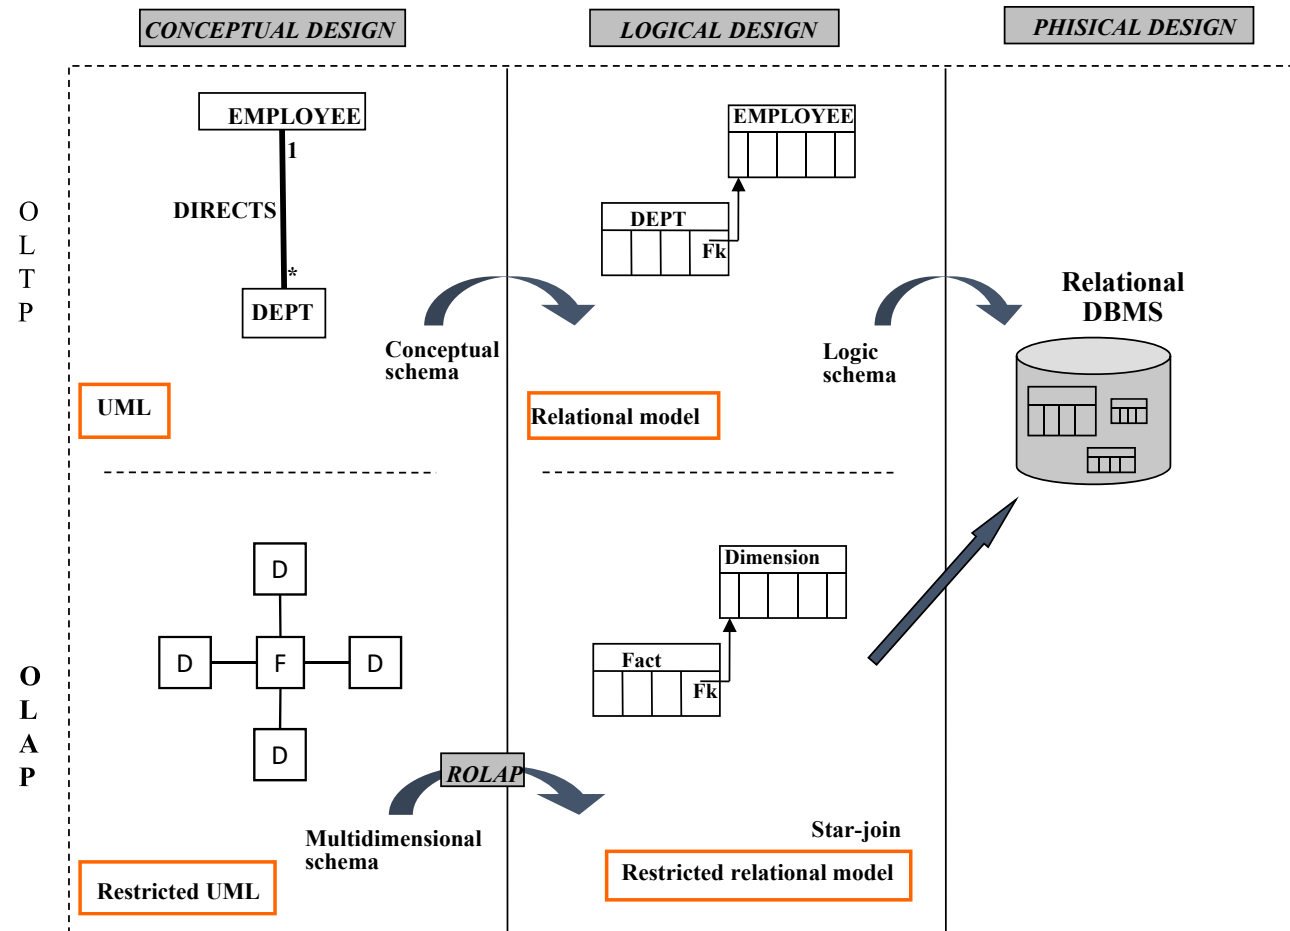 CONCEPTUAL DESIGN
LOGICAL DESIGN
PHISICAL DESIGN
O
L
T
P
EMPLOYEE
1
DIRECTS
*
DEPT
Conceptual
schema
UML
EMPLOYEE
DEPT
Fk
Logic
schema
Relational model
Relational
DBMS
O
L
A
P
D
D
F
D
D
ROLAP
Multidimensional
schema
Restricted UML
Dimension
Fact
Fk
Star-join
Restricted relational model